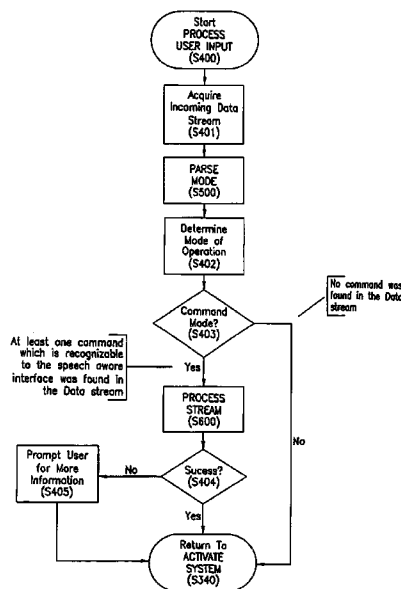 Start
PROCESS
USER INPUT
(S400)
Acquire
Incoming Data
Stream
(S401)
PARSE
MODE
(S500)
Determine
Mode of
Operation
(S402)
No command was
found in the Data
stream
Command
Mode?
(S403)
At least one command
which is recognizable
to the speech aware
interface was found in
the Data stream
Yes
No
PROCESS
STREAM
(S600)
Prompt User
for More
Information
(S405)
No
Sucess?
(S404)
Yes
Return To
ACTIVATE
SYSTEM
(S340)